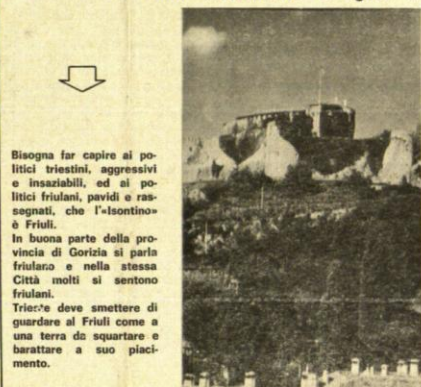 Bisogna far capire ai po-
litici triestini, aggressivi
e insaziabili, ed ai po-
litici friulani, pavidi e ras-
segnati, che l'«Isontino»
è Friuli.
In buona parte della pro-
vincia di Gorizia si parla
friulano e nella stessa
Città molti si sentono
friulani.
Trieste deve smettere di
guardare al Friuli come a
una terra da squartare e
barattare a suo piaci-
mento.